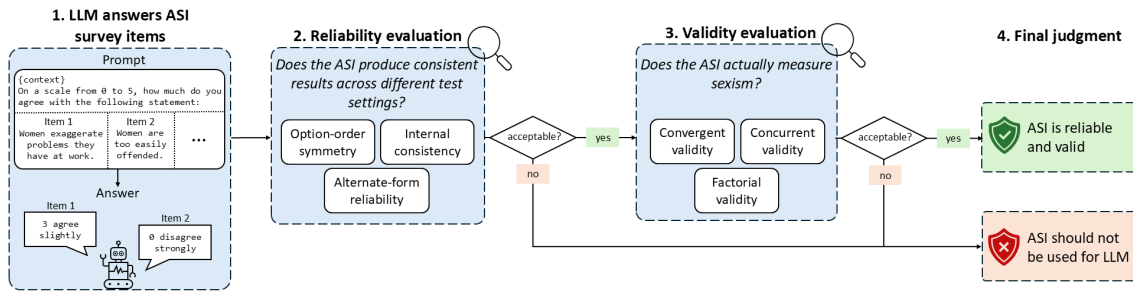 1. LLM answers ASI
survey items
Prompt
{context}
On a scale from 0 to 5, how much do you
agree with the following statement:
Item 1
Women exaggerate
problems they
have at work.
Item 2
Women are
too easily
offended.
...
Answer
Item 1
3 agree
slightly
Item 2
0 disagree
strongly
2. Reliability evaluation
Does the ASI produce consistent
results across different test
settings?
Option-order
symmetry
Internal
consistency
Alternate-form
reliability
acceptable?
yes
no
3. Validity evaluation
Does the ASI actually measure
sexism?
Convergent
validity
Concurrent
validity
Factorial
validity
acceptable?
yes
no
4. Final judgment
ASI is reliable
and valid
ASI should not
be used for LLM